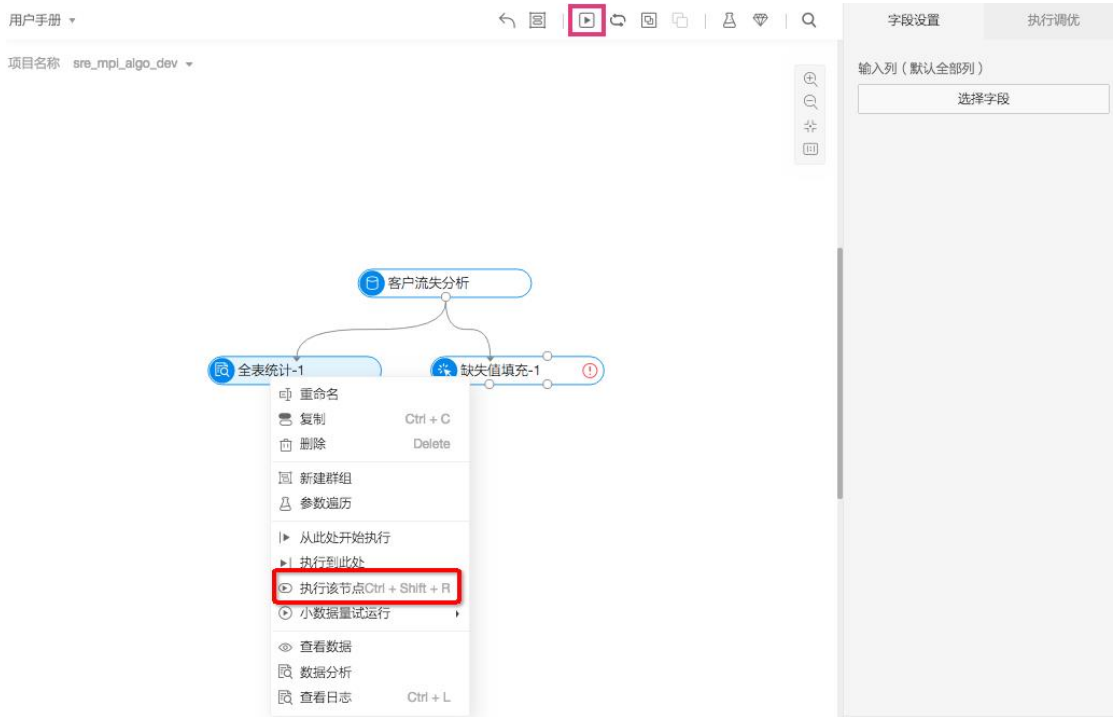 用户手册
字段设置 执行调优
项目名称 sre_mpi_algo_dev
输入列（默认全部列）
选择字段
客户流失分析
全表统计-1 缺失值填充-1
重命名
复制 Ctrl + C
删除 Delete
新建群组
参数遍历
从此处开始执行
执行到此处
执行该节点Ctrl + Shift + R
小数据量试运行
查看数据
数据分析
查看日志 Ctrl + L